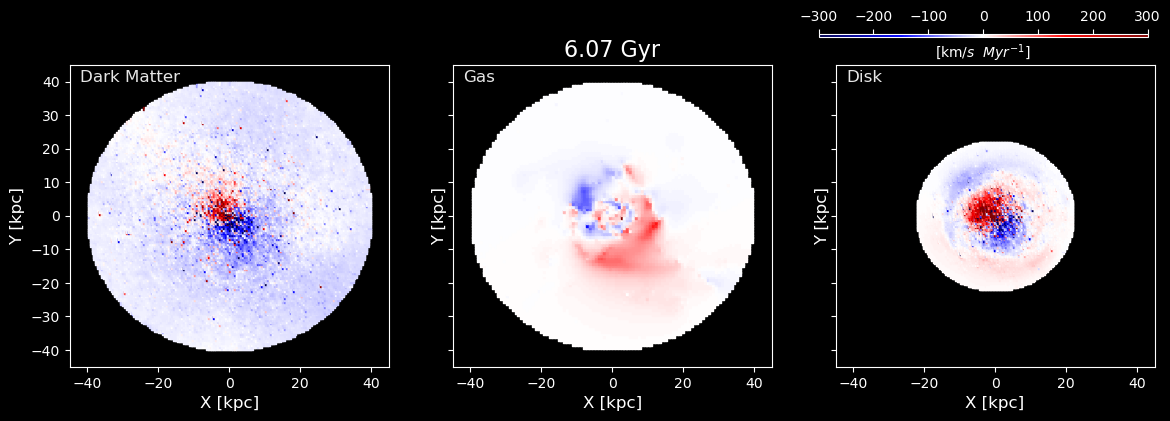 −300 −200 −100 0 100 200 300
[km/s Myr⁻¹]
6.07 Gyr
Dark Matter
Gas
Disk
40
30
20
10
0
−10
−20
−30
−40
Y [kpc]
Y [kpc]
Y [kpc]
−40 −20 0 20 40
−40 −20 0 20 40
−40 −20 0 20 40
X [kpc]
X [kpc]
X [kpc]